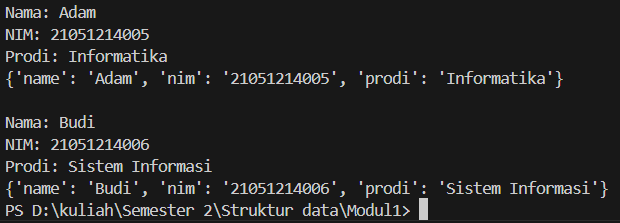 Nama: Adam
NIM: 21051214005
Prodi: Informatika
{'name': 'Adam', 'nim': '21051214005', 'prodi': 'Informatika'}
Nama: Budi
NIM: 21051214006
Prodi: Sistem Informasi
{'name': 'Budi', 'nim': '21051214006', 'prodi': 'Sistem Informasi'}
PS D:\kuliah\Semester 2\Struktur data\Modul1>